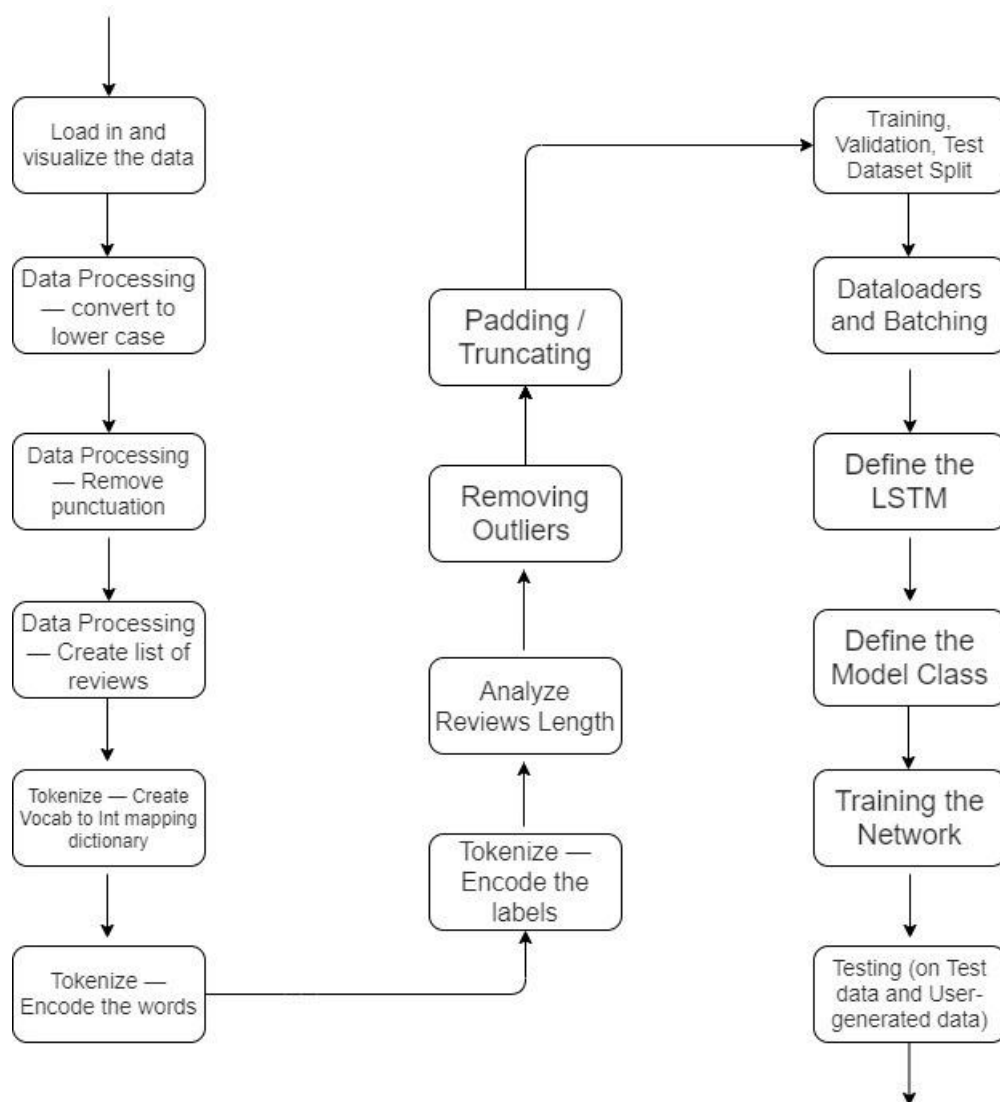 Load in and
visualize the data
Data Processing
— convert to
lower case
Data Processing
— Remove
punctuation
Data Processing
— Create list of
reviews
Tokenize — Create
Vocab to Int mapping
dictionary
Tokenize —
Encode the words
Tokenize —
Encode the
labels
Analyze
Reviews Length
Removing
Outliers
Padding /
Truncating
Training,
Validation, Test
Dataset Split
Dataloaders
and Batching
Define the
LSTM
Define the
Model Class
Training the
Network
Testing (on Test
data and User-
generated data)